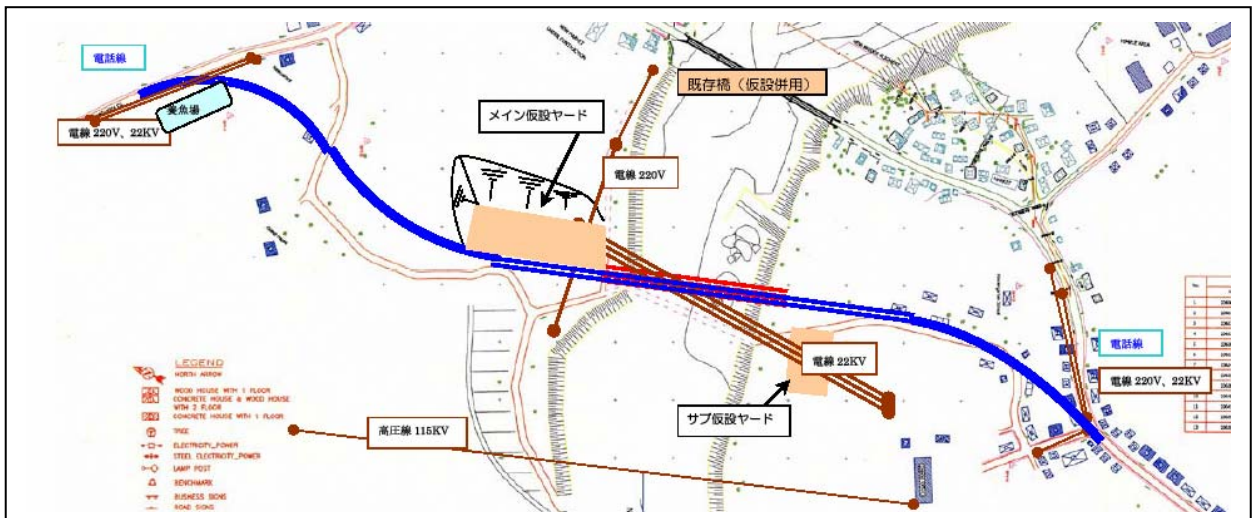 電話線
養魚場
電線 220V、22KV
メイン仮設ヤード
既存橋（仮設併用）
電線 220V
電線 22KV
サブ仮設ヤード
高圧線 115KV
電話線
電線 220V、22KV
LEGEND
NORTH ARROW
WOOD HOUSE WITH 1 FLOOR
CONCRETE HOUSE & WOOD HOUSE
WITH 2 FLOOR
CONCRETE HOUSE WITH 1 FLOOR
TREE
ELECTRICITY_POWER
STEEL ELECTRICITY_POWER
LAMP POST
BENCHMARK
BUSINESS SIGNS
ROAD SIGNS